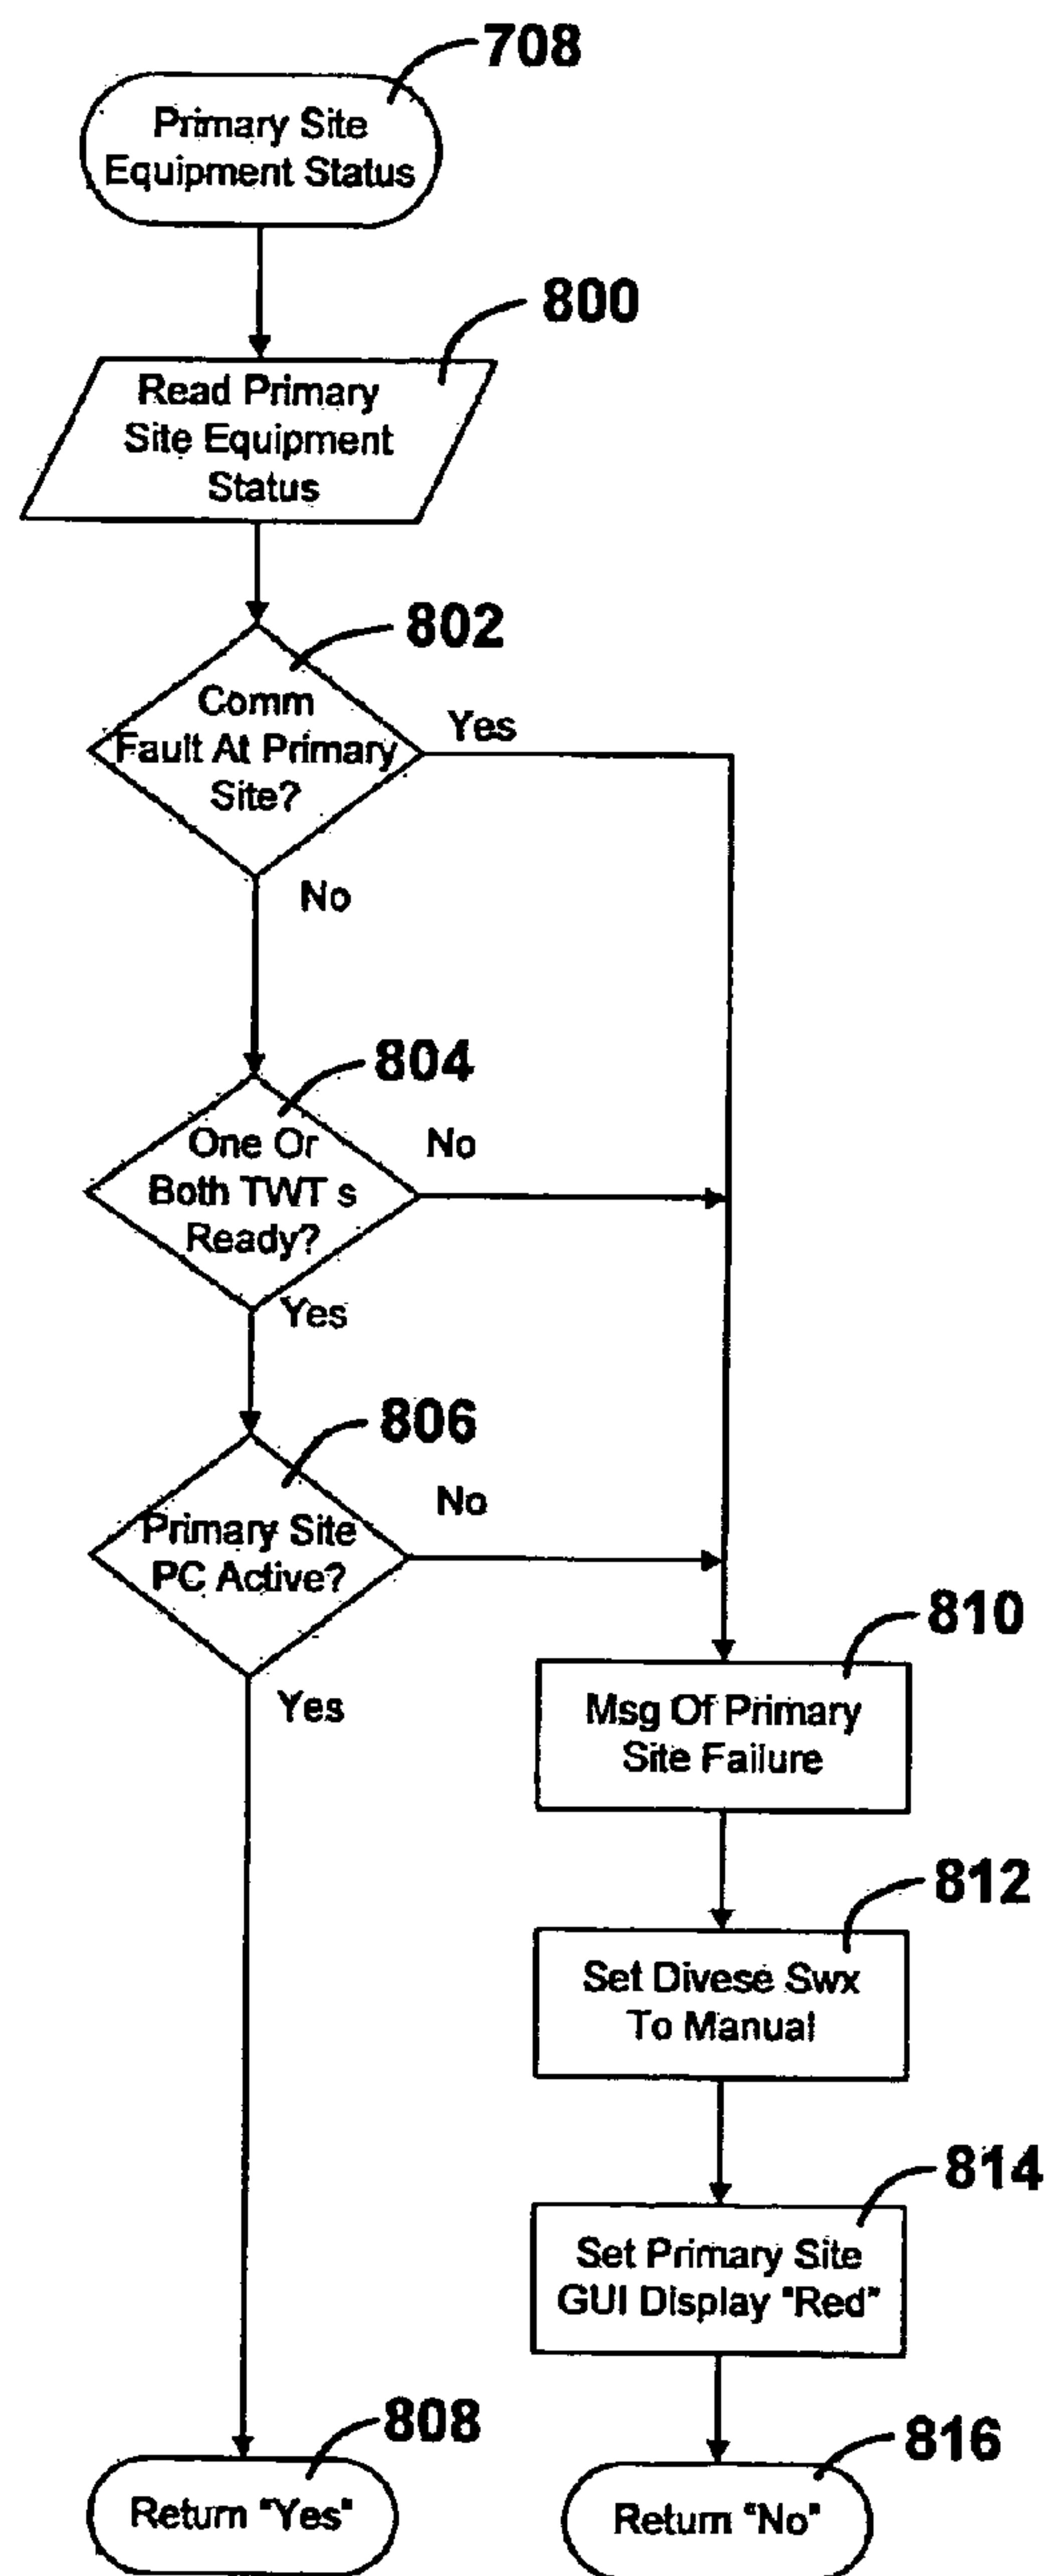 708
Primary Site
Equipment Status
800
Read Primary
Site Equipment
Status
802
Comm
Fault At Primary
Site?
Yes
No
804
One Or
Both TWT s
Ready?
No
Yes
806
Primary Site
PC Active?
No
Yes
810
Msg Of Primary
Site Failure
812
Set Divese Swx
To Manual
814
Set Primary Site
GUI Display "Red"
808
Return "Yes"
816
Return "No"